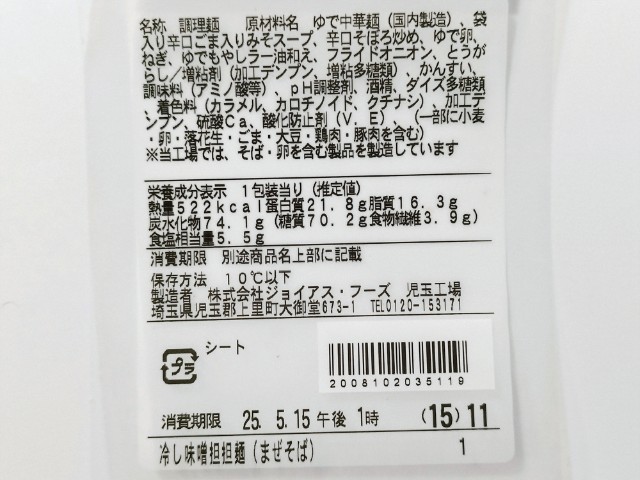 名称　調理麺　原材料名　ゆで中華麺（国内製造）、袋
入り辛口ごま入りみそスープ、辛口そぼろ炒め、ゆで卵、
ねぎ、ゆでもやしラー油和え、フライドオニオン、とうが
らし／増粘剤（加工デンプン、増粘多糖類）、かんすい、
調味料（アミノ酸等）、ｐＨ調整剤、酒精、ダイズ多糖類
、着色料（カラメル、カロチノイド、クチナシ）、加工デ
ンプン、硫酸Ｃａ、酸化防止剤（Ｖ．Ｅ）、（一部に小麦
・卵・落花生・ごま・大豆・鶏肉・豚肉を含む）
※当工場では、そば・卵を含む製品を製造しています
栄養成分表示　１包装当り（推定値）
熱量５２２ｋｃａｌ蛋白質２１．８ｇ脂質１６．３ｇ
炭水化物７４．１ｇ（糖質７０．２ｇ食物繊維３．９ｇ）
食塩相当量５．５ｇ
消費期限　別途商品名上部に記載
保存方法　１０℃以下
製造者　株式会社ジョイアス・フーズ　児玉工場
埼玉県児玉郡上里町大御堂673-1　TEL0120-153171
プラ　シート
2008102035119
消費期限　25. 5.15 午後 1時　(15) 11
冷し味噌担担麺（まぜそば）　1